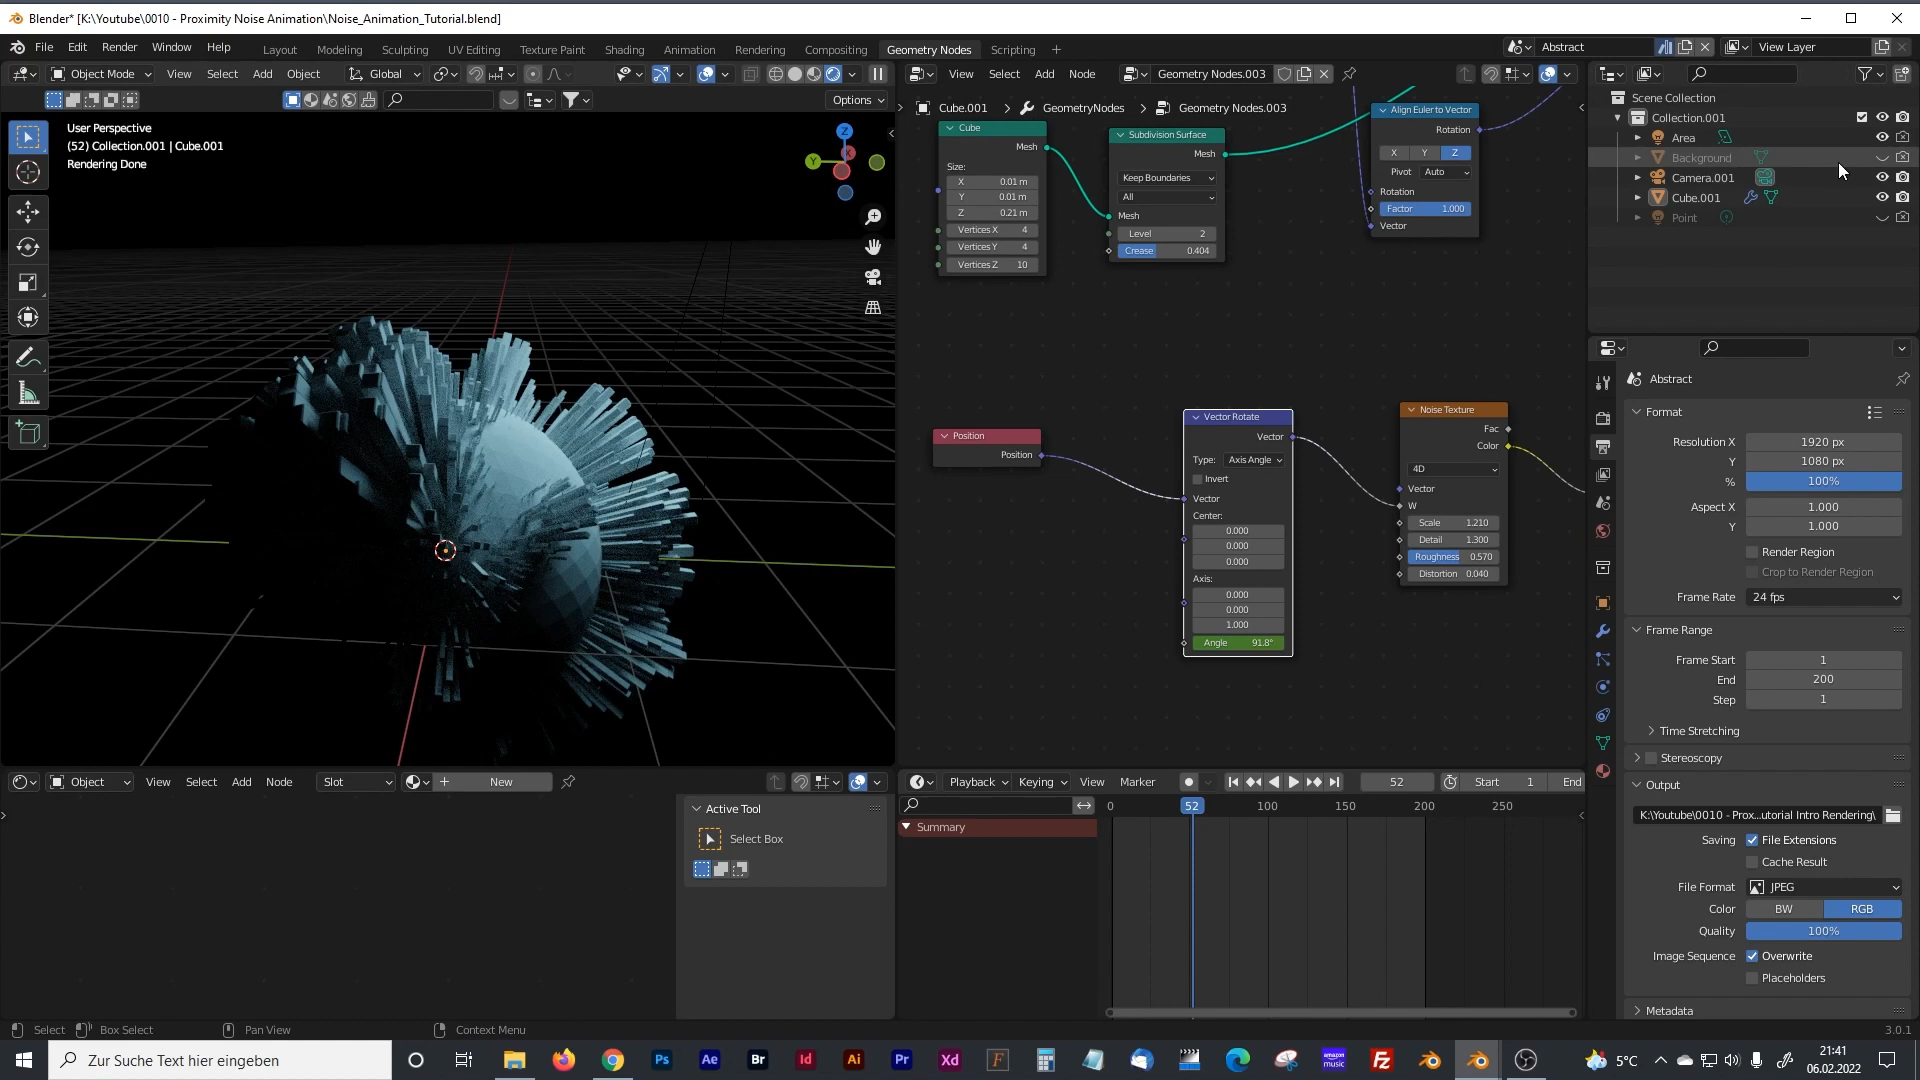 Blender* [K:\Youtube\0010 - Proximity Noise Animation\Noise_Animation_Tutorial.blend]
File Edit Render Window Help Layout Modeling Sculpting UV Editing Texture Paint Shading Animation Rendering Compositing Geometry Nodes Scripting + Abstract View Layer
Object Mode View Select Add Object Global
Options
User Perspective
(52) Collection.001 | Cube.001
Rendering Done
Z
Y
X
View Select Add Node Geometry Nodes.003
Cube.001 > GeometryNodes > Geometry Nodes.003
Cube
Mesh
Size:
X 0.01 m
Y 0.01 m
Z 0.21 m
Vertices X 4
Vertices Y 4
Vertices Z 10
Subdivision Surface
Mesh
Keep Boundaries
All
Mesh
Level 2
Crease 0.404
Align Euler to Vector
Rotation
X Y Z
Pivot Auto
Rotation
Factor 1.000
Vector
Position
Position
Vector Rotate
Vector
Type: Axis Angle
Invert
Vector
Center:
0.000
0.000
0.000
Axis:
0.000
0.000
1.000
Angle 91.8°
Noise Texture
Fac
Color
4D
Vector
W
Scale 1.210
Detail 1.300
Roughness 0.570
Distortion 0.040
Scene Collection
Collection.001
Area
Background
Camera.001
Cube.001
Point
Abstract
Format
Resolution X 1920 px
Y 1080 px
% 100%
Aspect X 1.000
Y 1.000
Render Region
Crop to Render Region
Frame Rate 24 fps
Frame Range
Frame Start 1
End 200
Step 1
Time Stretching
Stereoscopy
Output
K:\Youtube\0010 - Prox...utorial Intro Rendering\
Saving File Extensions
Cache Result
File Format JPEG
Color BW RGB
Quality 100%
Image Sequence Overwrite
Placeholders
Metadata
Object View Select Add Node Slot + New
Active Tool
Select Box
Playback Keying View Marker 52 Start 1 End
0 52 100 150 200 250
Summary
Select Box Select Pan View Context Menu 3.0.1
Zur Suche Text hier eingeben
Ps Ae Br Id Ai Pr Xd F amazon music Fz 5°C
21:41
06.02.2022